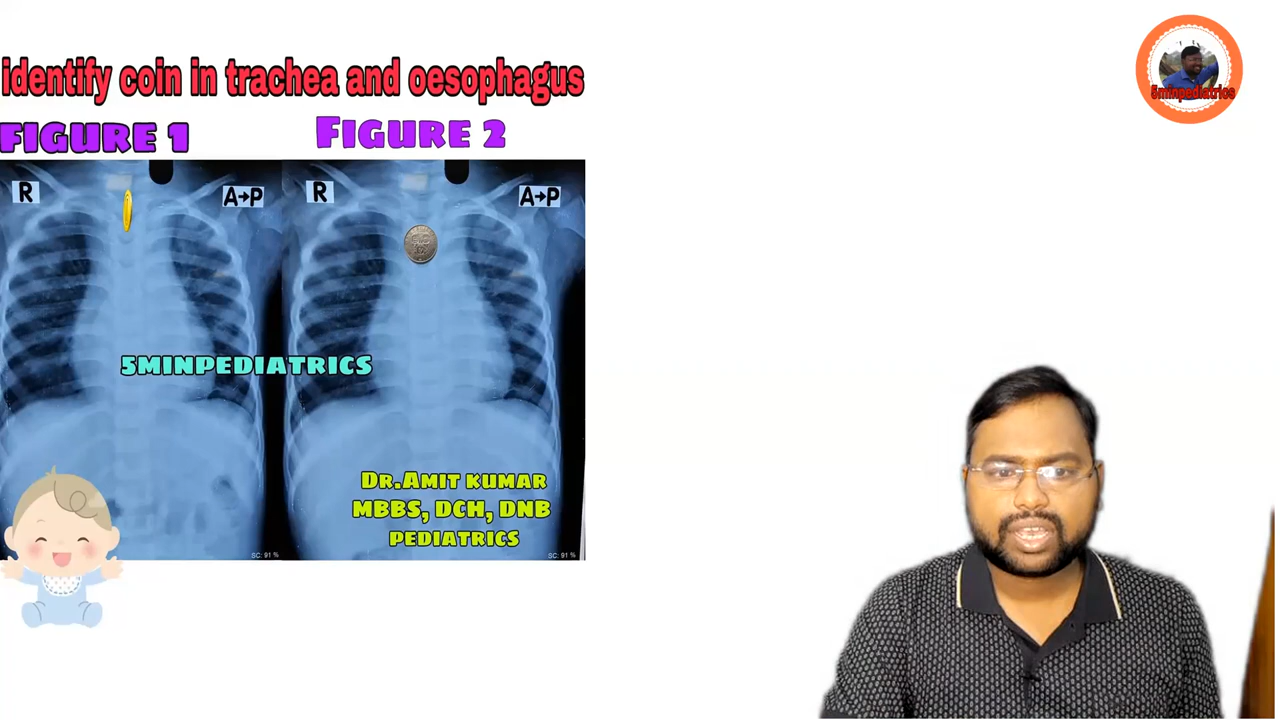 identify coin in trachea and oesophagus
FIGURE 1
FIGURE 2
R
A→P
R
A→P
5MINPEDIATRICS
DR.AMIT KUMAR
MBBS, DCH, DNB
PEDIATRICS
SC: 91 %
SC: 91 %
5minpediatrics